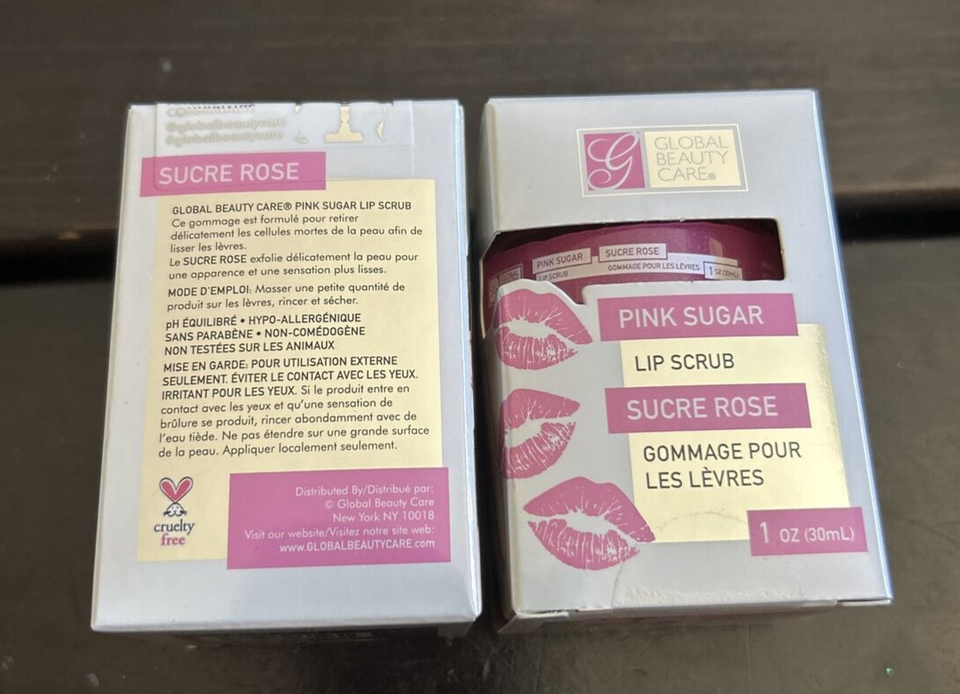 @globalbeautycare
#globalbeautycare
SUCRE ROSE
GLOBAL BEAUTY CARE® PINK SUGAR LIP SCRUB
Ce gommage est formulé pour retirer
délicatement les cellules mortes de la peau afin de
lisser les lèvres.
Le SUCRE ROSE exfolie délicatement la peau pour
une apparence et une sensation plus lisses.
MODE D'EMPLOI: Masser une petite quantité de
produit sur les lèvres, rincer et sécher.
pH ÉQUILIBRÉ • HYPO-ALLERGÉNIQUE
SANS PARABÈNE • NON-COMÉDOGÈNE
NON TESTÉES SUR LES ANIMAUX
MISE EN GARDE: POUR UTILISATION EXTERNE
SEULEMENT. ÉVITER LE CONTACT AVEC LES YEUX.
IRRITANT POUR LES YEUX. Si le produit entre en
contact avec les yeux et qu'une sensation de
brûlure se produit, rincer abondamment avec de
l'eau tiède. Ne pas étendre sur une grande surface
de la peau. Appliquer localement seulement.
cruelty
free
Distributed By/Distribué par:
© Global Beauty Care
New York NY 10018
Visit our website/Visitez notre site web:
www.GLOBALBEAUTYCARE.com
G
GLOBAL
BEAUTY
CARE®
PINK SUGAR
SUCRE ROSE
LIP SCRUB
GOMMAGE POUR LES LÈVRES
1 OZ (30mL)
PINK SUGAR
LIP SCRUB
SUCRE ROSE
GOMMAGE POUR
LES LÈVRES
1 OZ (30mL)